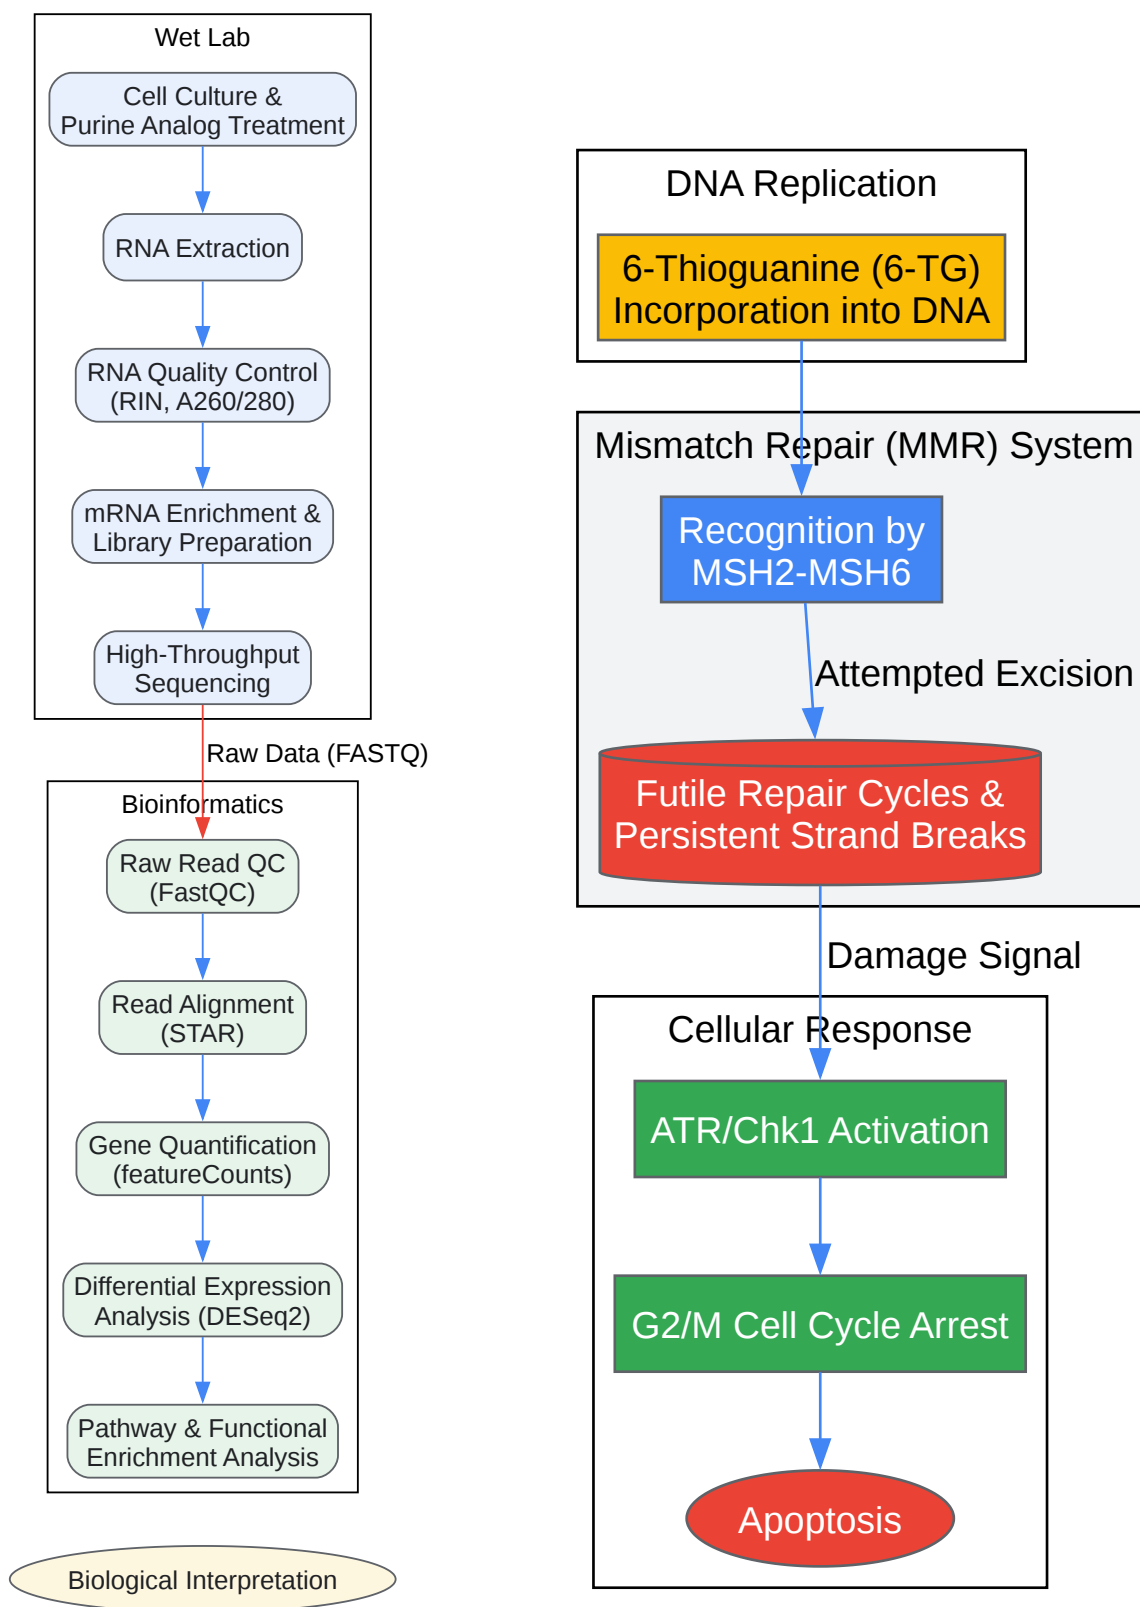 Wet Lab
Cell Culture &
Purine Analog Treatment
RNA Extraction
RNA Quality Control
(RIN, A260/280)
mRNA Enrichment &
Library Preparation
High-Throughput
Sequencing
Raw Data (FASTQ)
Bioinformatics
Raw Read QC
(FastQC)
Read Alignment
(STAR)
Gene Quantification
(featureCounts)
Differential Expression
Analysis (DESeq2)
Pathway & Functional
Enrichment Analysis
Biological Interpretation
DNA Replication
6-Thioguanine (6-TG)
Incorporation into DNA
Mismatch Repair (MMR) System
Recognition by
MSH2-MSH6
Attempted Excision
Futile Repair Cycles &
Persistent Strand Breaks
Damage Signal
Cellular Response
ATR/Chk1 Activation
G2/M Cell Cycle Arrest
Apoptosis